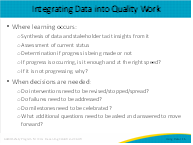 Integrating Data into Quality Work
• Where learning occurs:
o Synthesis of data and stakeholder test insights from it
o Assessment of current status
o Determination if progress is being made or not
o If progress is occurring, is it enough and at the right speed?
o If it is not progressing, why?
• When decisions are needed:
o Do interventions need to be revised/stopped/spread?
o Do failures need to be addressed?
o Do milestones need to be celebrated?
o What additional questions need to be asked and answered to move
forward?